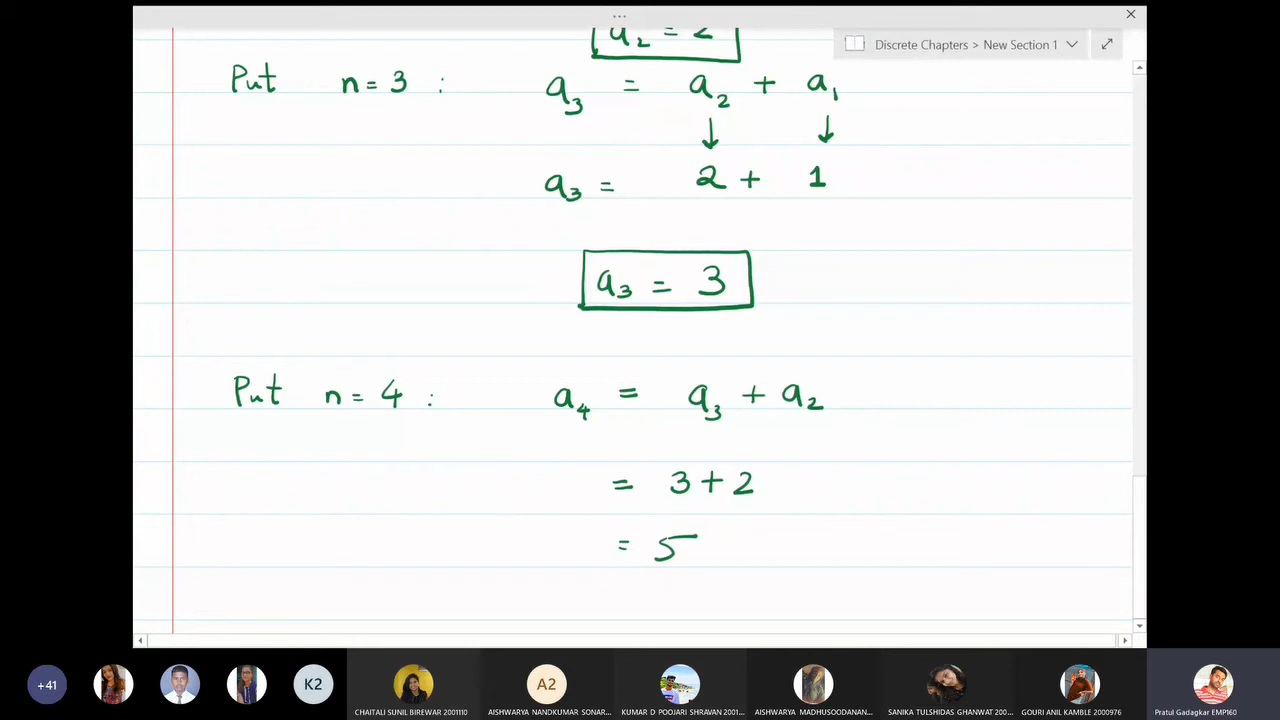 ...
a₂ = 2
Discrete Chapters > New Section 1
Put n = 3 : a₃ = a₂ + a₁
↓ ↓
a₃ = 2 + 1
a₃ = 3
Put n = 4 : a₄ = a₃ + a₂
= 3 + 2
= 5
+41
K2
CHAITALI SUNIL BIREWAR 2001110
A2
AISHWARYA NANDKUMAR SONAR...
KUMAR D POOJARI SHRAVAN 2001...
AISHWARYA MADHUSOODANAN...
SANIKA TULSHIDAS GHANWAT 200...
GOURI ANIL KAMBLE 2000976
Pratul Gadagkar EMP160